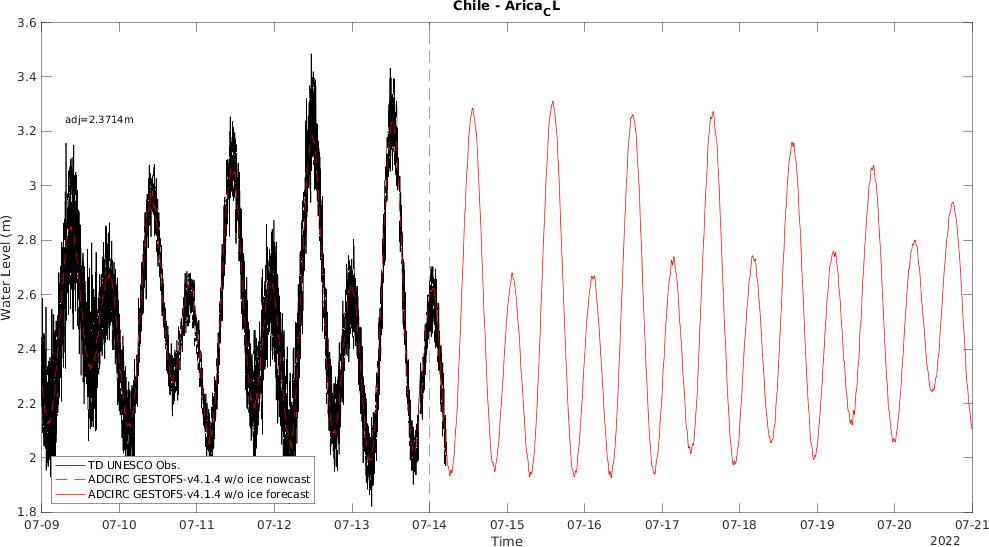 Chile - Arica_CL
3.6
3.4
3.2
3
2.8
2.6
2.4
2.2
2
1.8
Water Level (m)
adj=2.3714m
TD UNESCO Obs.
ADCIRC GESTOFS-v4.1.4 w/o ice nowcast
ADCIRC GESTOFS-v4.1.4 w/o ice forecast
07-09 07-10 07-11 07-12 07-13 07-14 07-15 07-16 07-17 07-18 07-19 07-20 07-21
Time
2022